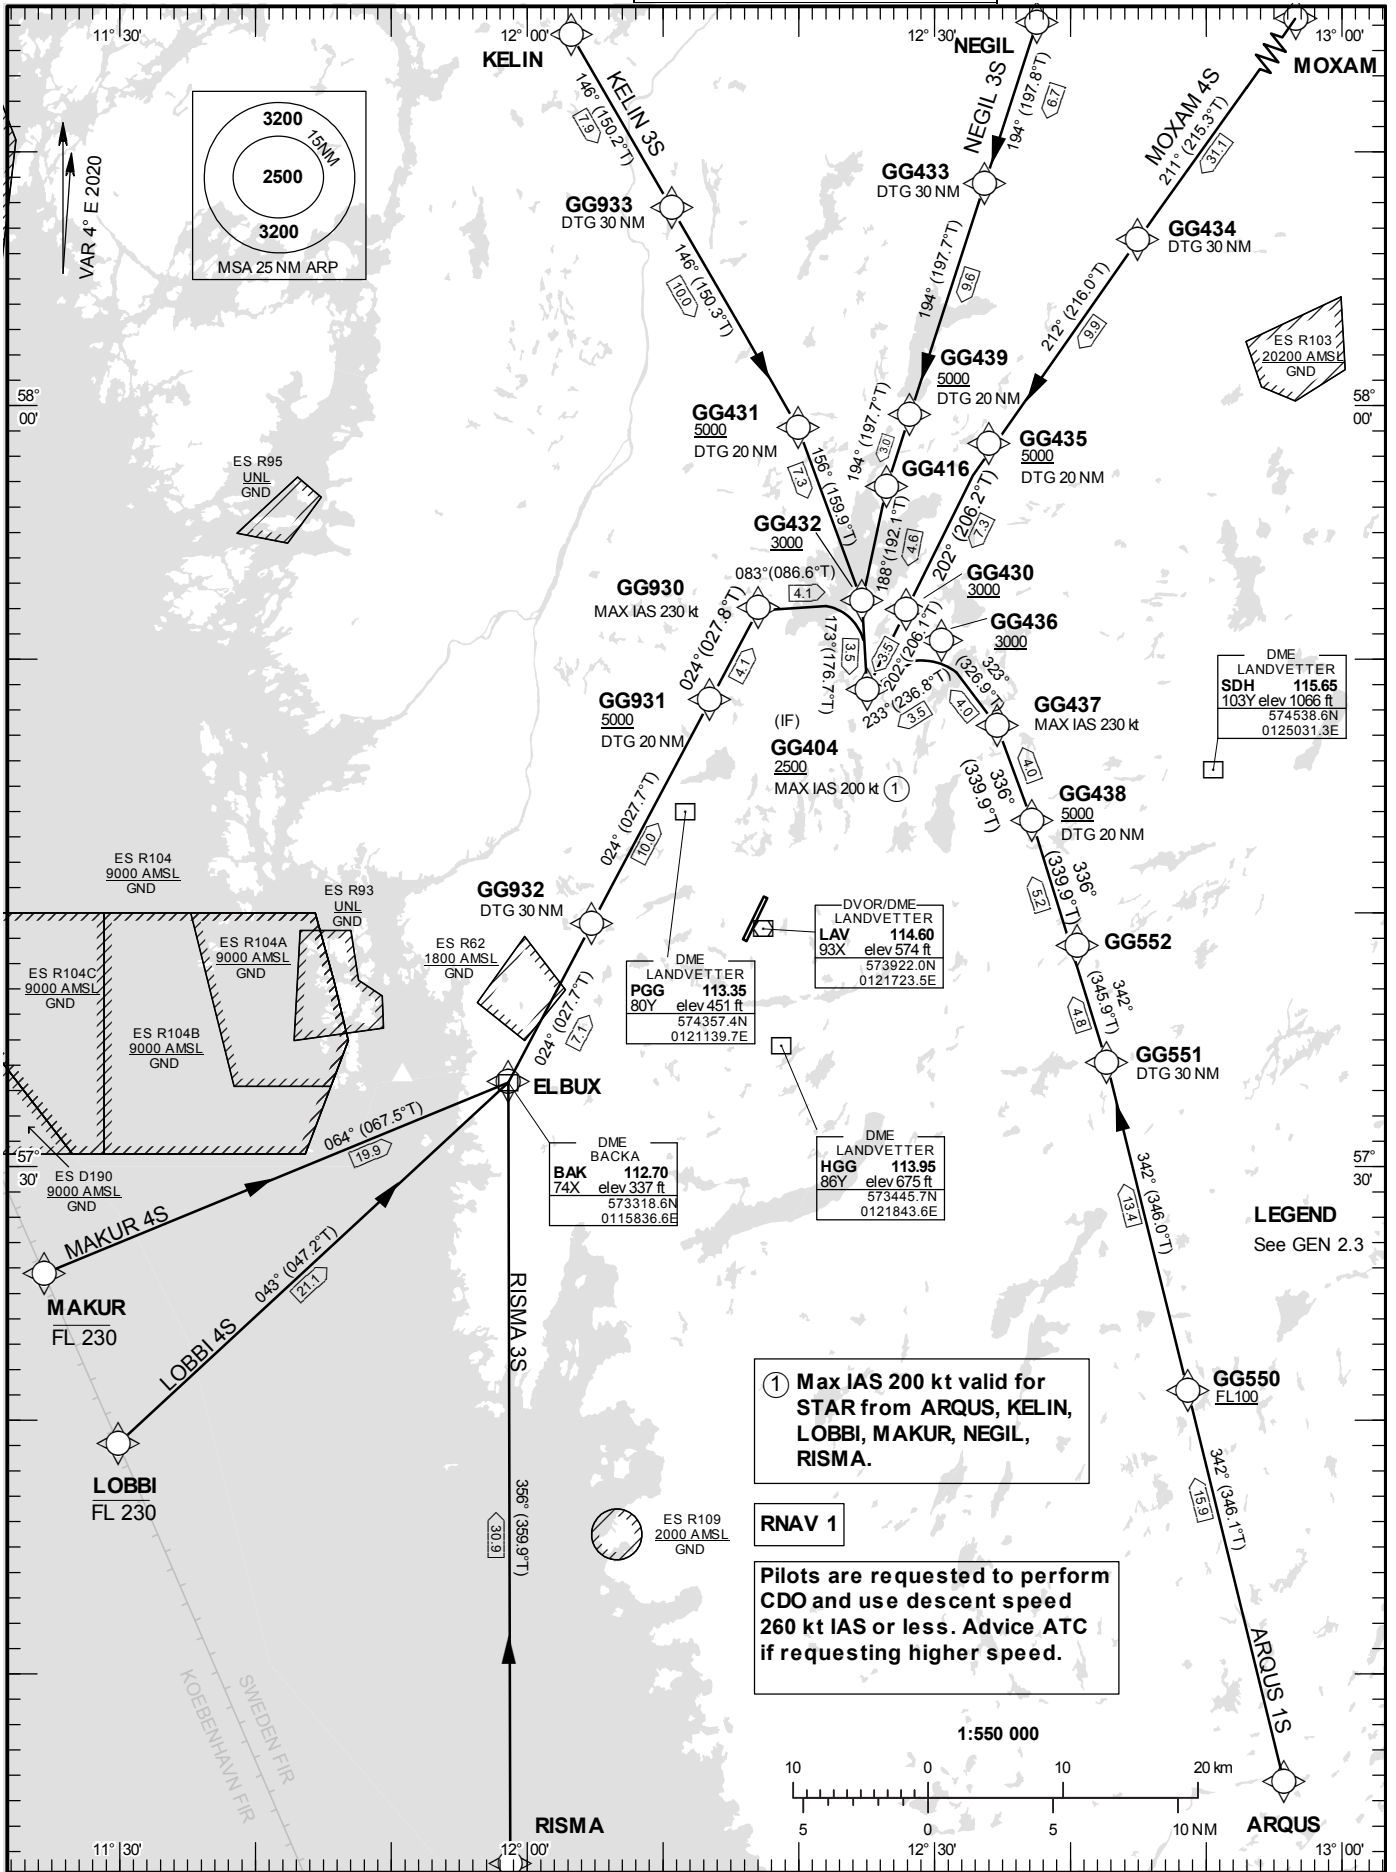 11° 30'
12° 00'
12° 30'
13° 00'
KELIN
NEGIL
MOXAM
VAR 4° E 2020
3200
15NM
2500
3200
MSA 25 NM ARP
146° (150.2°T)
7.9
KELIN 3S
NEGIL 3S
194° (197.8°T)
6.7
MOXAM 4S
211° (215.3°T)
31.1
GG933
DTG 30 NM
GG433
DTG 30 NM
GG434
DTG 30 NM
146° (150.3°T)
10.0
194° (197.7°T)
9.6
212° (216.0°T)
9.9
ES R103
20200 AMSL
GND
58°
00'
58°
00'
GG431
5000
DTG 20 NM
GG439
5000
DTG 20 NM
GG435
5000
DTG 20 NM
156° (159.9°T)
7.3
194° (197.7°T)
3.0
GG416
202° (206.2°T)
7.3
ES R95
UNL
GND
GG432
3000
188° (192.1°T)
4.6
GG430
3000
GG436
3000
GG930
MAX IAS 230 kt
083° (086.6°T)
4.1
024° (027.8°T)
4.1
173° (176.7°T)
3.5
202° (206.1°T)
3.5
233° (236.8°T)
3.5
323°
(326.9°T)
4.0
GG437
MAX IAS 230 kt
GG931
5000
DTG 20 NM
(IF)
GG404
2500
MAX IAS 200 kt 1
336°
(339.9°T)
4.0
GG438
5000
DTG 20 NM
DME
LANDVETTER
SDH 115.65
103Y elev 1066 ft
574538.6N
0125031.3E
024° (027.7°T)
10.0
336°
(339.9°T)
5.2
ES R104
9000 AMSL
GND
ES R93
UNL
GND
GG932
DTG 30 NM
ES R104A
9000 AMSL
GND
ES R62
1800 AMSL
GND
ES R104C
9000 AMSL
GND
ES R104B
9000 AMSL
GND
DVOR/DME
LANDVETTER
LAV 114.60
93X elev 574 ft
573922.0N
0121723.5E
DME
LANDVETTER
PGG 113.35
80Y elev 451 ft
574357.4N
0121139.7E
GG552
342°
(345.9°T)
4.8
024° (027.7°T)
7.1
GG551
DTG 30 NM
ELBUX
064° (067.5°T)
19.9
DME
BACKA
BAK 112.70
74X elev 337 ft
573318.6N
0115836.6E
DME
LANDVETTER
HGG 113.95
86Y elev 675 ft
573445.7N
0121843.6E
57°
30'
57°
30'
ES D190
9000 AMSL
GND
342° (346.0°T)
13.4
LEGEND
See GEN 2.3
MAKUR 4S
043° (047.2°T)
21.1
MAKUR
FL 230
LOBBI 4S
RISMA 3S
LOBBI
FL 230
GG550
FL100
1 Max IAS 200 kt valid for
STAR from ARQUS, KELIN,
LOBBI, MAKUR, NEGIL,
RISMA.
356° (359.9°T)
30.9
342° (346.1°T)
15.9
ES R109
2000 AMSL
GND
RNAV 1
Pilots are requested to perform
CDO and use descent speed
260 kt IAS or less. Advice ATC
if requesting higher speed.
SWEDEN FIR
KOEBENHAVN FIR
ARQUS 1S
1:550 000
10 0 10 20 km
5 0 5 10 NM
RISMA
ARQUS
11° 30'
12° 00'
12° 30'
13° 00'